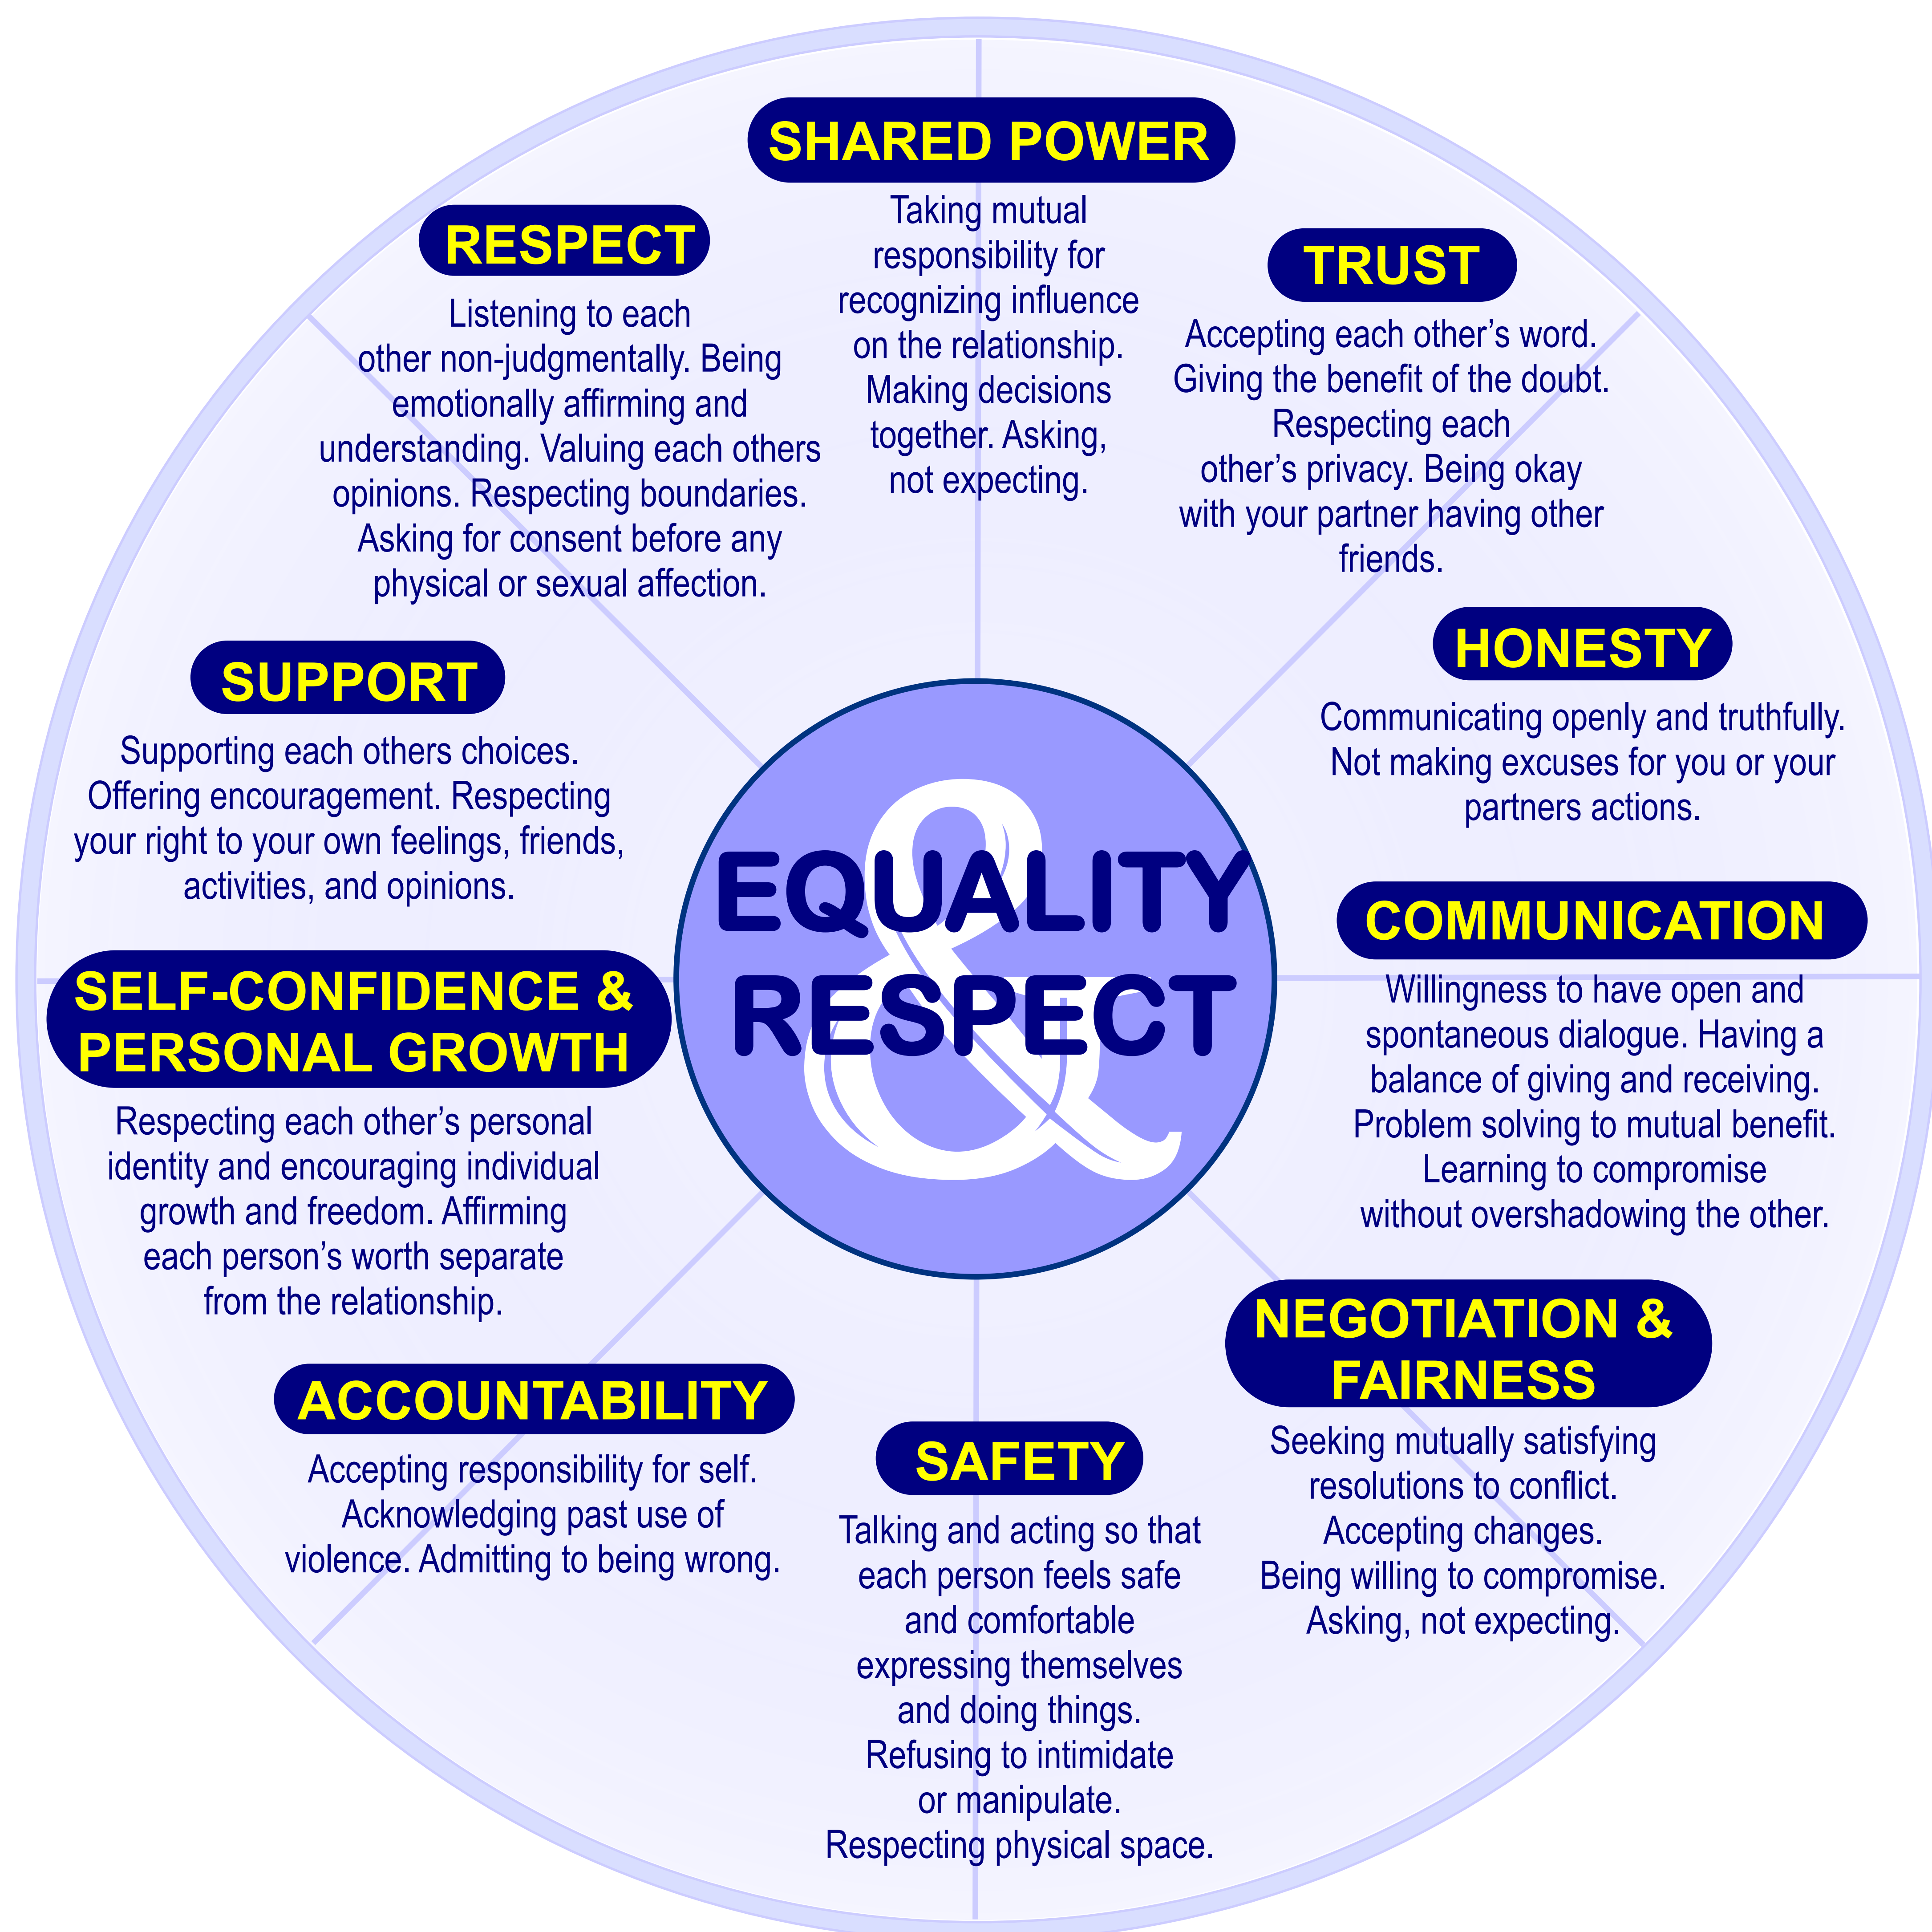 SHARED POWER
Taking mutual
responsibility for
recognizing influence
on the relationship.
Making decisions
together. Asking,
not expecting.
TRUST
Accepting each other’s word.
Giving the benefit of the doubt.
Respecting each
other’s privacy. Being okay
with your partner having other
friends.
HONESTY
Communicating openly and truthfully.
Not making excuses for you or your
partners actions.
COMMUNICATION
Willingness to have open and
spontaneous dialogue. Having a
balance of giving and receiving.
Problem solving to mutual benefit.
Learning to compromise
without overshadowing the other.
NEGOTIATION &
FAIRNESS
Seeking mutually satisfying
resolutions to conflict.
Accepting changes.
Being willing to compromise.
Asking, not expecting.
SAFETY
Talking and acting so that
each person feels safe
and comfortable
expressing themselves
and doing things.
Refusing to intimidate
or manipulate.
Respecting physical space.
ACCOUNTABILITY
Accepting responsibility for self.
Acknowledging past use of
violence. Admitting to being wrong.
SELF-CONFIDENCE &
PERSONAL GROWTH
Respecting each other’s personal
identity and encouraging individual
growth and freedom. Affirming
each person’s worth separate
from the relationship.
SUPPORT
Supporting each others choices.
Offering encouragement. Respecting
your right to your own feelings, friends,
activities, and opinions.
RESPECT
Listening to each
other non-judgmentally. Being
emotionally affirming and
understanding. Valuing each others
opinions. Respecting boundaries.
Asking for consent before any
physical or sexual affection.
EQUALITY
&
RESPECT